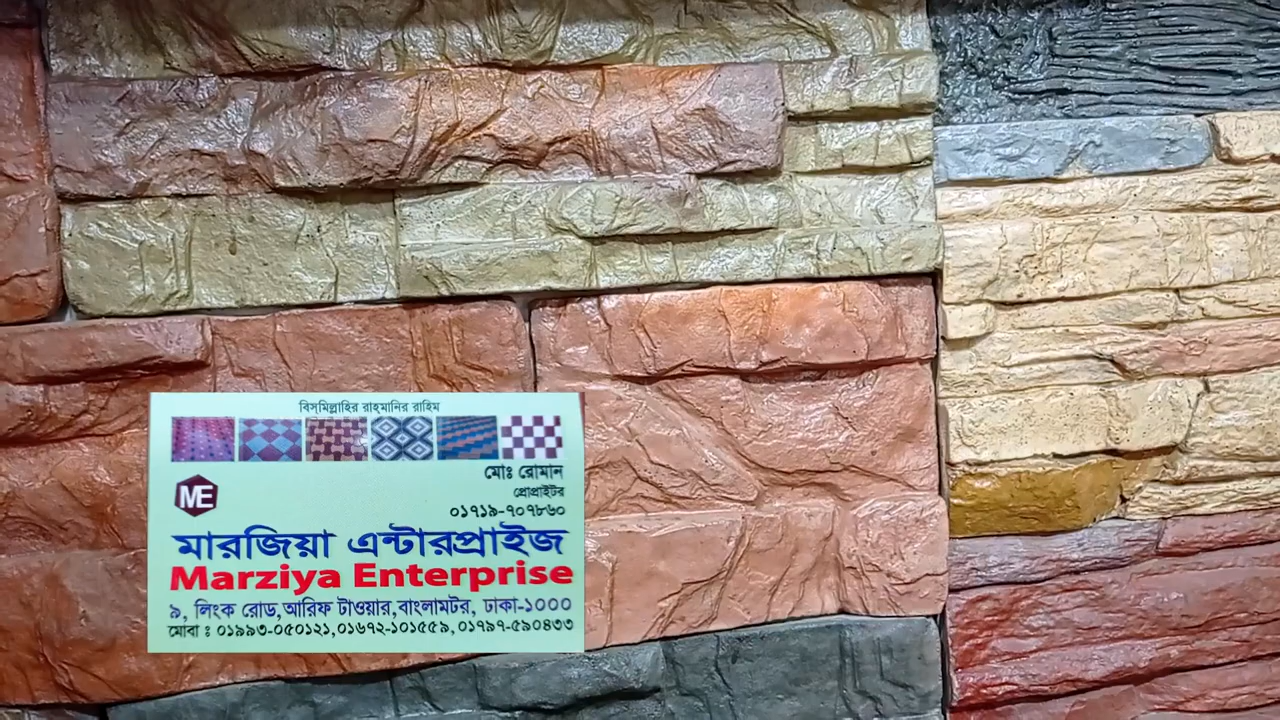 বিসমিল্লাহির রাহমানির রাহিম
মোঃ রোমান
প্রোপ্রাইটর
০১৭১৯-৭০৭৮৬০
ME
মারজিয়া এন্টারপ্রাইজ
Marziya Enterprise
৯, লিংক রোড,আরিফ টাওয়ার,বাংলামটর, ঢাকা-১০০০
মোবা : ০১৯৯৩-০৫০১২১,০১৬৭২-১০১৫৫৯, ০১৭৯৭-৫৯০৪৩৩